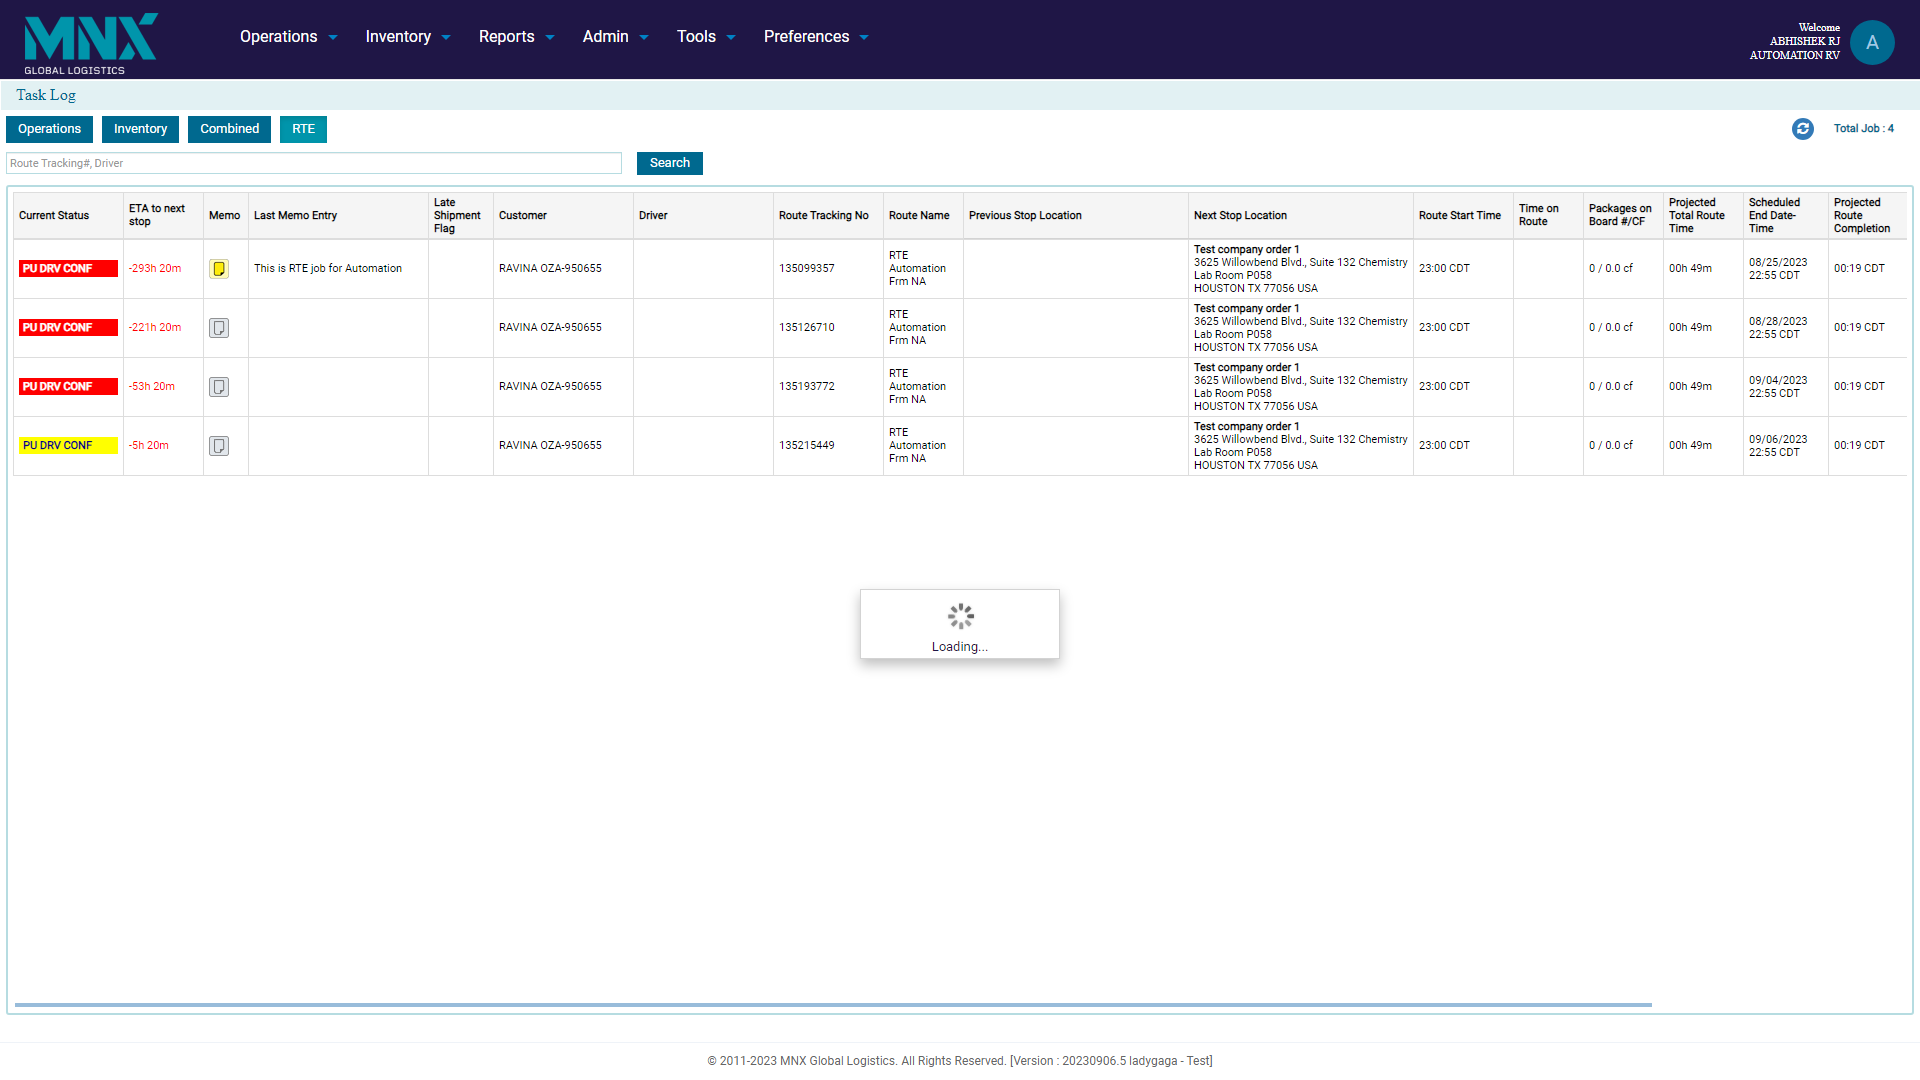 MNX
GLOBAL LOGISTICS
Operations Inventory Reports Admin Tools Preferences
Welcome
ABHISHEK RJ
AUTOMATION RV
A
Task Log
Operations Inventory Combined RTE
Total Job : 4
Route Tracking#, Driver
Search
Current Status ETA to next stop Memo Last Memo Entry Late Shipment Flag Customer Driver Route Tracking No Route Name Previous Stop Location Next Stop Location Route Start Time Time on Route Packages on Board #/CF Projected Total Route Time Scheduled End Date-Time Projected Route Completion
PU DRV CONF -293h 20m This is RTE job for Automation RAVINA OZA-950655 135099357 RTE Automation Frm NA Test company order 1 3625 Willowbend Blvd., Suite 132 Chemistry Lab Room P058 HOUSTON TX 77056 USA 23:00 CDT 0 / 0.0 cf 00h 49m 08/25/2023 22:55 CDT 00:19 CDT
PU DRV CONF -221h 20m RAVINA OZA-950655 135126710 RTE Automation Frm NA Test company order 1 3625 Willowbend Blvd., Suite 132 Chemistry Lab Room P058 HOUSTON TX 77056 USA 23:00 CDT 0 / 0.0 cf 00h 49m 08/28/2023 22:55 CDT 00:19 CDT
PU DRV CONF -53h 20m RAVINA OZA-950655 135193772 RTE Automation Frm NA Test company order 1 3625 Willowbend Blvd., Suite 132 Chemistry Lab Room P058 HOUSTON TX 77056 USA 23:00 CDT 0 / 0.0 cf 00h 49m 09/04/2023 22:55 CDT 00:19 CDT
PU DRV CONF -5h 20m RAVINA OZA-950655 135215449 RTE Automation Frm NA Test company order 1 3625 Willowbend Blvd., Suite 132 Chemistry Lab Room P058 HOUSTON TX 77056 USA 23:00 CDT 0 / 0.0 cf 00h 49m 09/06/2023 22:55 CDT 00:19 CDT
Loading...
© 2011-2023 MNX Global Logistics. All Rights Reserved. [Version : 20230906.5 ladygaga - Test]